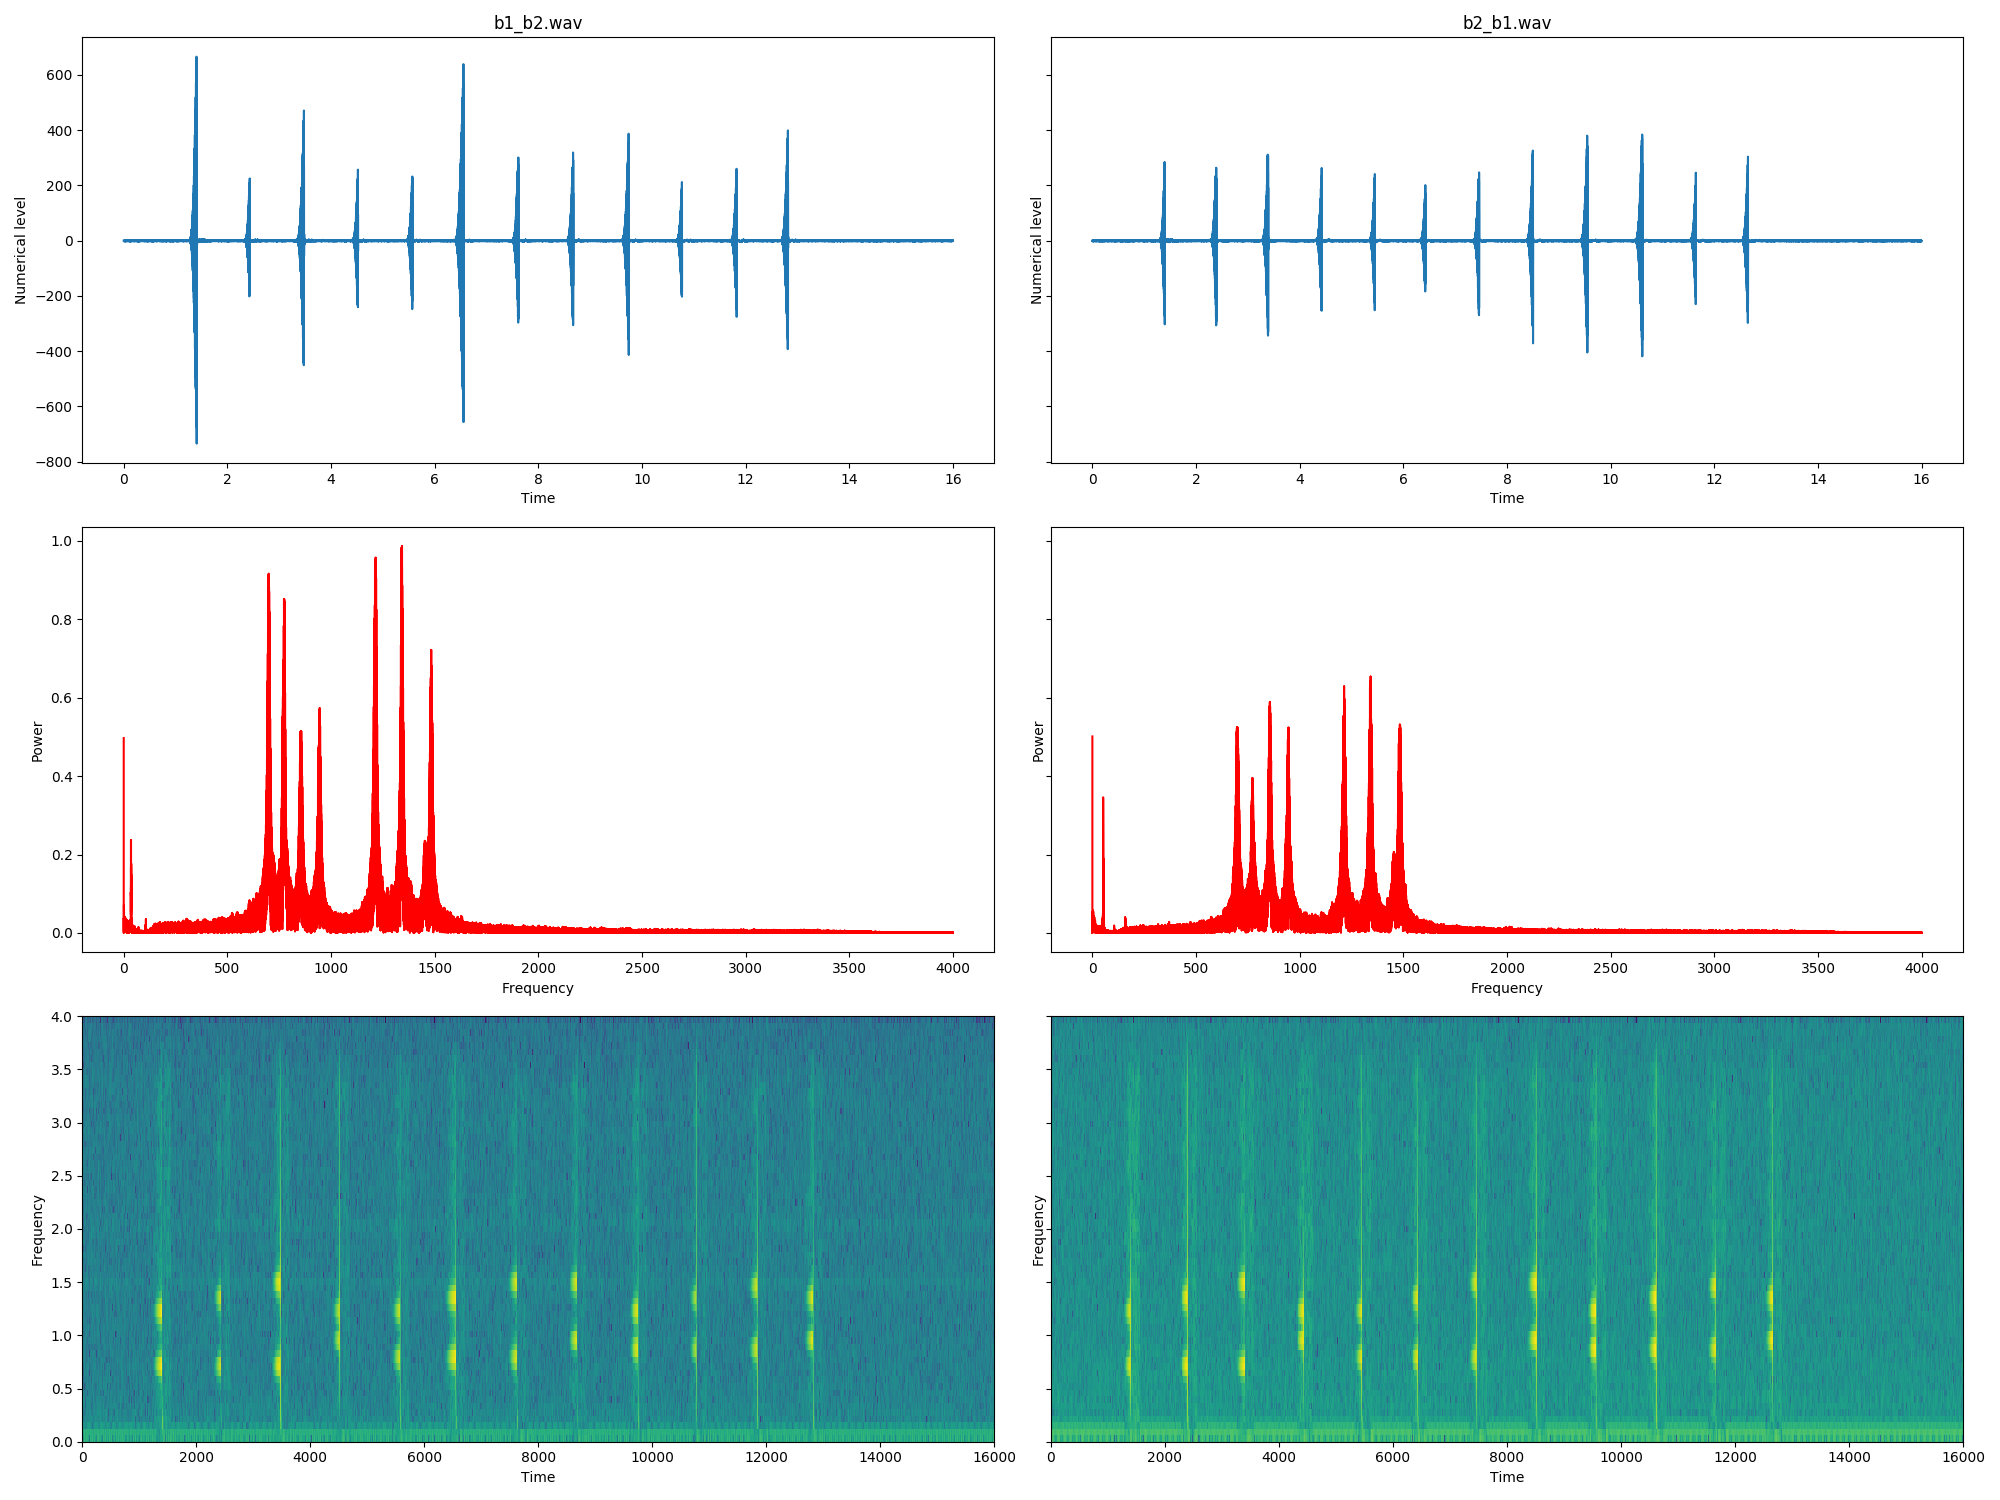 b1_b2.wav
b2_b1.wav
600
400
200
0
−200
−400
−600
−800
Numerical level
0 2 4 6 8 10 12 14 16
Time
Numerical level
0 2 4 6 8 10 12 14 16
Time
1.0
0.8
0.6
0.4
0.2
0.0
Power
0 500 1000 1500 2000 2500 3000 3500 4000
Frequency
Power
0 500 1000 1500 2000 2500 3000 3500 4000
Frequency
4.0
3.5
3.0
2.5
2.0
1.5
1.0
0.5
0.0
Frequency
0 2000 4000 6000 8000 10000 12000 14000 16000
Time
Frequency
0 2000 4000 6000 8000 10000 12000 14000 16000
Time